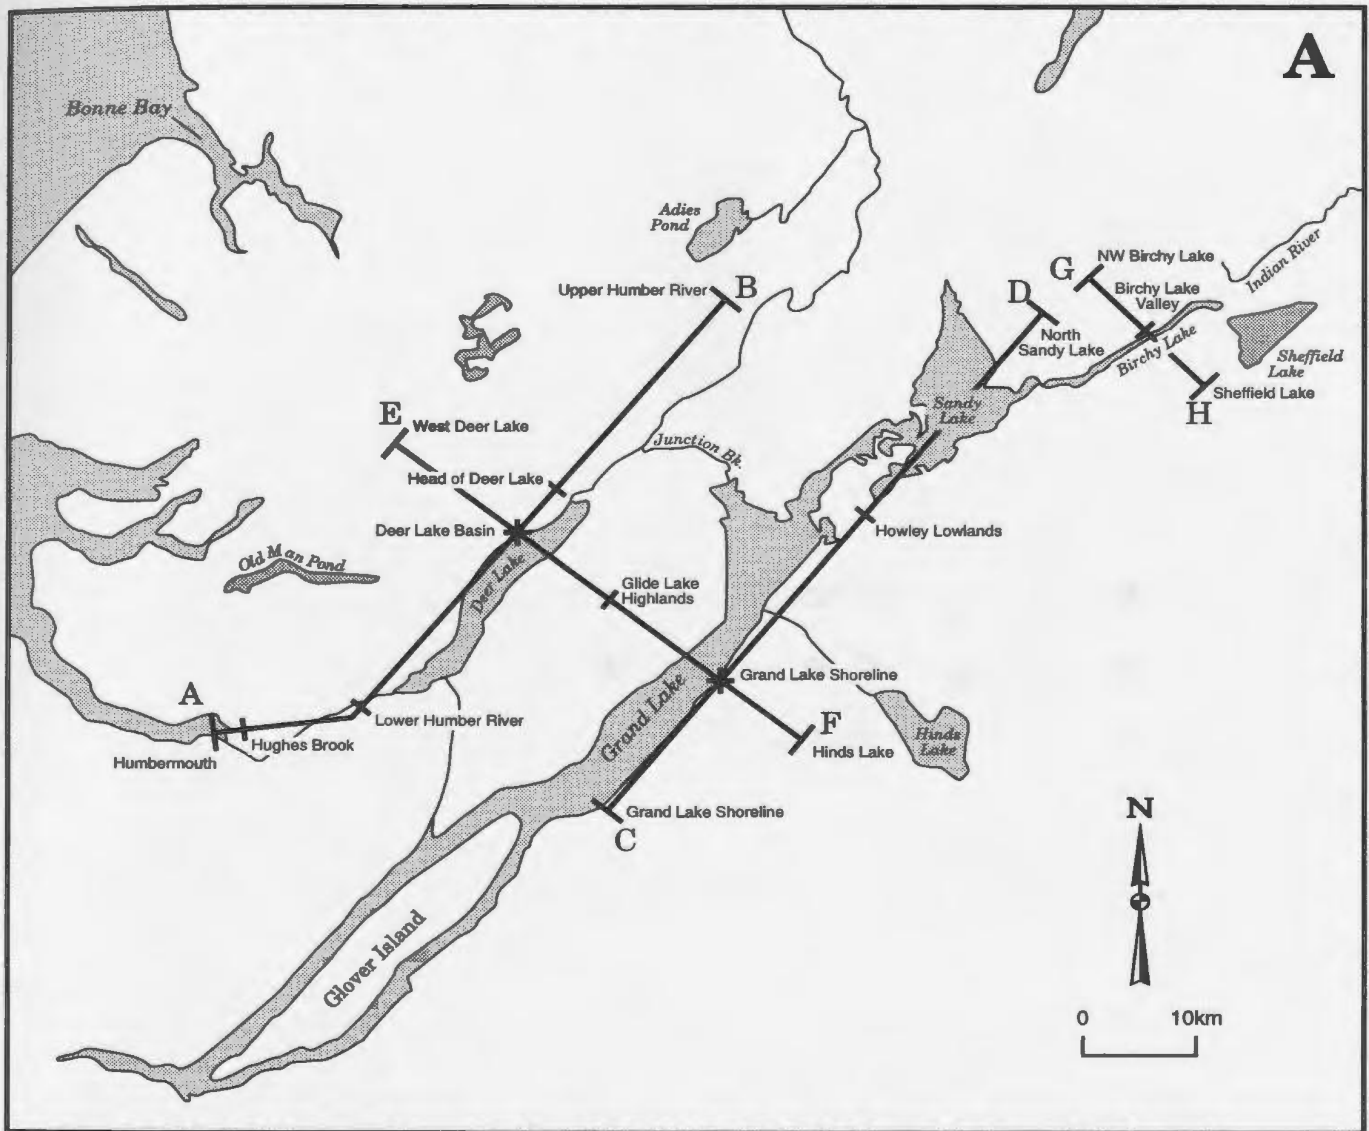 A
Bonne Bay
Adies
Pond
NW Birchy Lake
G
Indian River
Upper Humber River
B
D
Birchy Lake
Valley
North
Sandy Lake
Birchy Lake
Sheffield
Lake
Sheffield Lake
H
Sandy
Lake
E
West Deer Lake
Junction Bk.
Head of Deer Lake
Deer Lake Basin
Howley Lowlands
Old Man Pond
Deer Lake
Glide Lake
Highlands
Grand Lake Shoreline
A
Lower Humber River
Grand Lake
F
Hinds
Lake
Hughes Brook
Hinds Lake
Humbermouth
Grand Lake Shoreline
C
N
Glover Island
0 10km